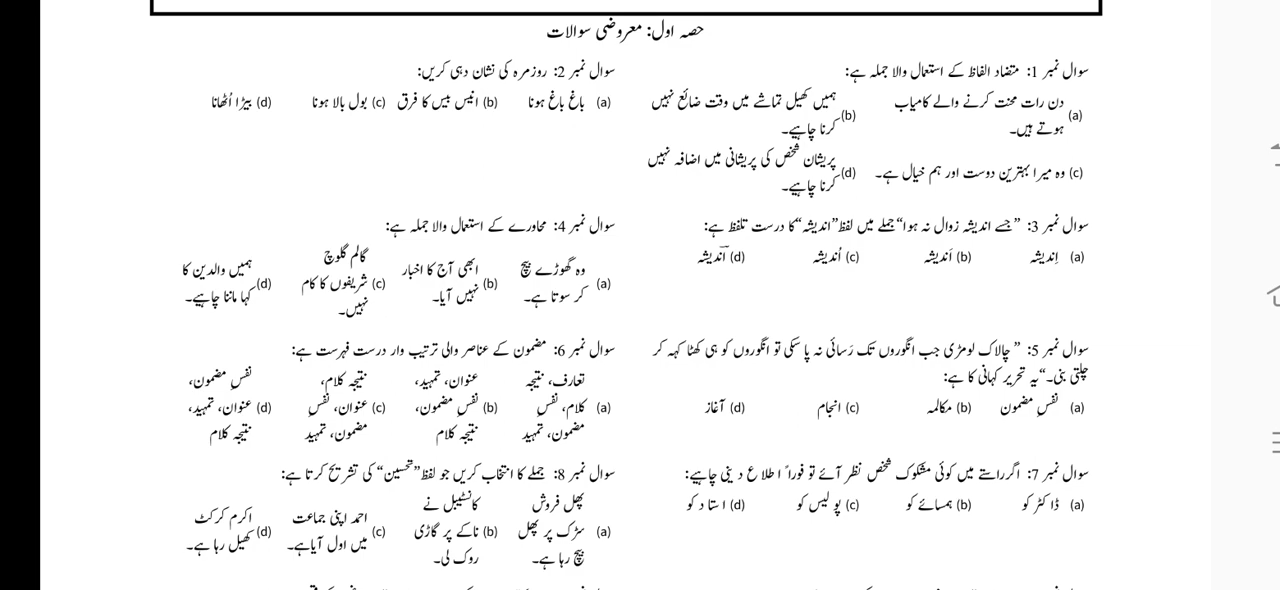 حصہ اول: معروضی سوالات
سوال نمبر 1: متضاد الفاظ کے استعمال والا جملہ ہے:
(a) دن رات محنت کرنے والے کامیاب
ہوتے ہیں۔
(b) ہمیں کھیل تماشے میں وقت ضائع نہیں
کرنا چاہیے۔
(c) وہ میرا بہترین دوست اور ہم خیال ہے۔
(d) پریشان شخص کی پریشانی میں اضافہ نہیں
کرنا چاہیے۔
سوال نمبر 2: روزمرہ کی نشان دہی کریں:
(a) باغ باغ ہونا (b) انیس بیس کا فرق (c) بول بالا ہونا (d) بیڑا اُٹھانا
سوال نمبر 3: ”جسے اندیشہ زوال نہ ہوا“جملے میں لفظ”اندیشہ“کا درست تلفظ ہے:
(a) اِندیشہ (b) اَندیشہ (c) اُندیشہ (d) آندیشہ
سوال نمبر 4: محاورے کے استعمال والا جملہ ہے:
(a) وہ گھوڑے بیچ
کر سوتا ہے۔
(b) ابھی آج کا اخبار
نہیں آیا۔
(c) گالم گلوچ
شریفوں کا کام
نہیں۔
(d) ہمیں والدین کا
کہا ماننا چاہیے۔
سوال نمبر 5: ”چالاک لومڑی جب انگوروں تک رَسائی نہ پا سکی تو انگوروں کو ہی کھٹا کہہ کر
چلتی بنی۔“یہ تحریر کہانی کا ہے:
(a) نفسِ مضمون (b) مکالمہ (c) انجام (d) آغاز
سوال نمبر 6: مضمون کے عناصر والی ترتیب وار درست فہرست ہے:
(a) تعارف، نتیجہ
کلام، نفسِ
مضمون، تمہید
(b) عنوان، تمہید،
نفسِ مضمون،
نتیجہ کلام
(c) نتیجہ کلام،
عنوان، نفسِ
مضمون، تمہید
(d) نفسِ مضمون،
عنوان، تمہید،
نتیجہ کلام
سوال نمبر 7: اگرراستے میں کوئی مشکوک شخص نظر آئے تو فوراً اطلاع دینی چاہیے:
(a) ڈاکٹر کو (b) ہمسائے کو (c) پولیس کو (d) استاد کو
سوال نمبر 8: جملے کا انتخاب کریں جو لفظ”تحسین“کی تشریح کرتا ہے:
(a) پھل فروش
سڑک پر پھل
بیچ رہا ہے۔
(b) کانسٹیبل نے
ناکے پر گاڑی
روک لی۔
(c) احمد اپنی جماعت
میں اول آیاہے۔
(d) اکرم کرکٹ
کھیل رہا ہے۔